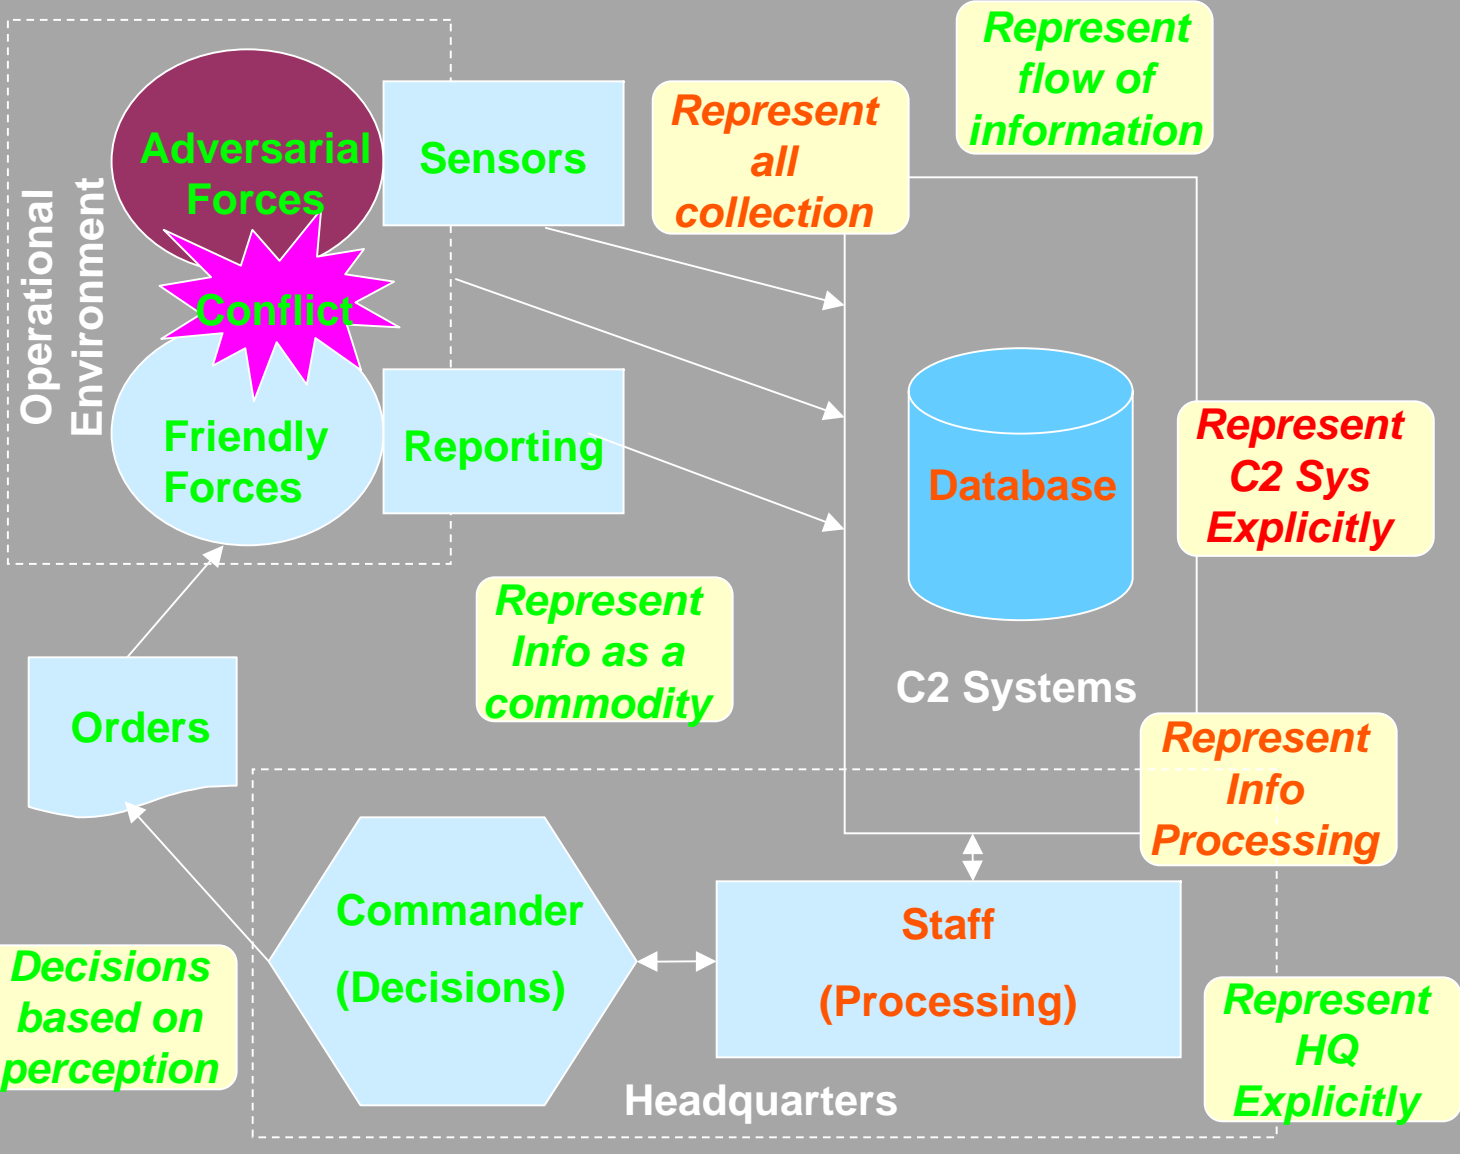 Represent
flow of
information
Represent
all
collection
Adversarial
Forces
Sensors
Operational
Environment
Conflict
Friendly
Forces
Reporting
Database
Represent
C2 Sys
Explicitly
Represent
Info as a
commodity
C2 Systems
Orders
Represent
Info
Processing
Commander
(Decisions)
Staff
(Processing)
Decisions
based on
perception
Represent
HQ
Explicitly
Headquarters